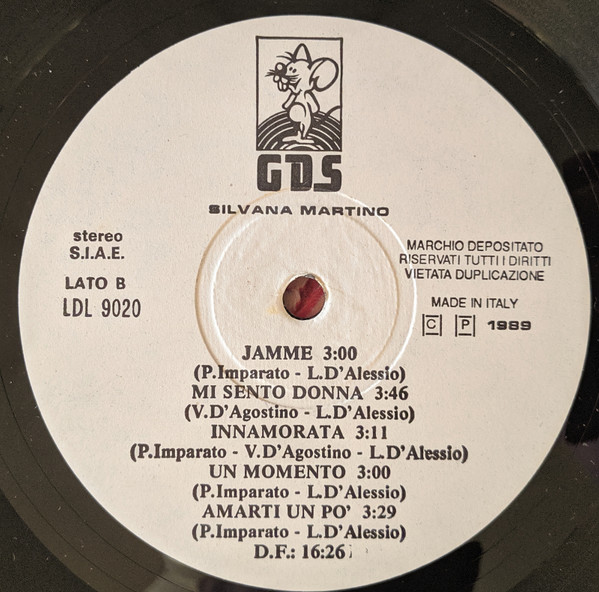 GDS
SILVANA MARTINO
stereo
S.I.A.E.
LATO B
LDL 9020
MARCHIO DEPOSITATO
RISERVATI TUTTI I DIRITTI
VIETATA DUPLICAZIONE
MADE IN ITALY
C P 1989
JAMME 3:00
(P.Imparato - L.D'Alessio)
MI SENTO DONNA 3:46
(V.D'Agostino - L.D'Alessio)
INNAMORATA 3:11
(P.Imparato - V.D'Agostino - L.D'Alessio)
UN MOMENTO 3:00
(P.Imparato - L.D'Alessio)
AMARTI UN PO' 3:29
(P.Imparato - L.D'Alessio)
D.F.: 16:26